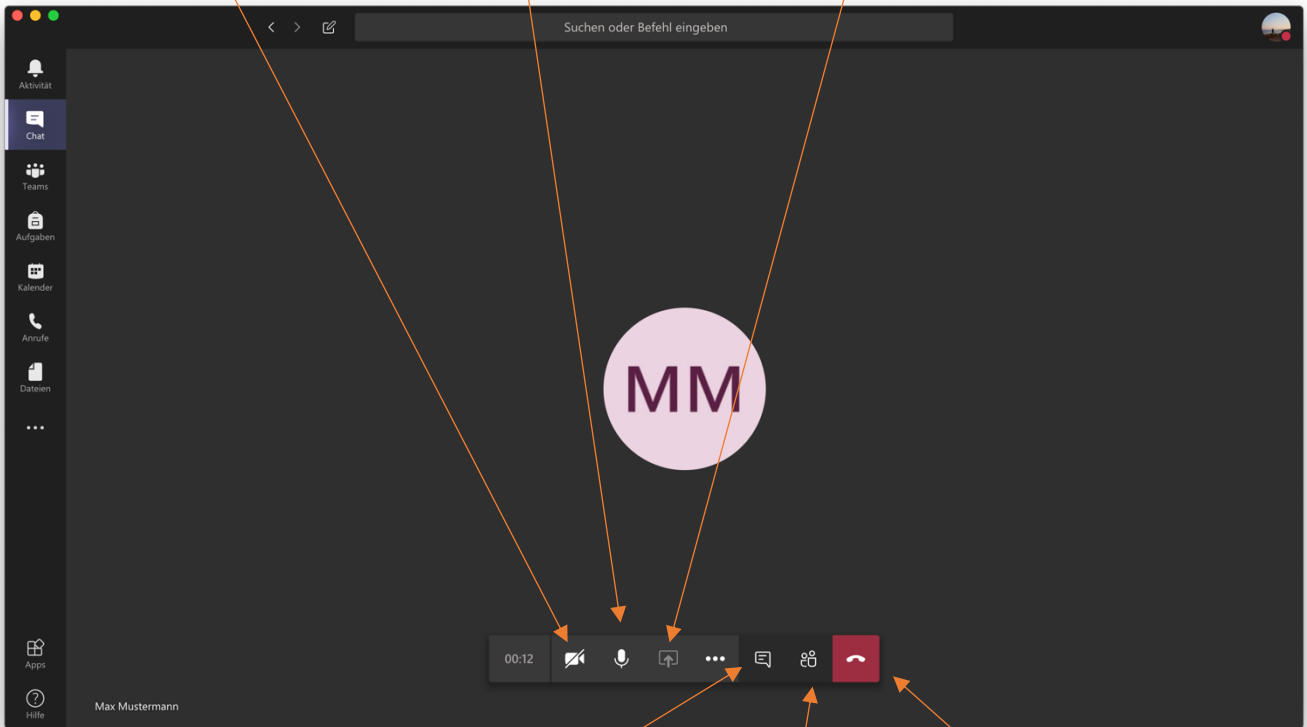 Suchen oder Befehl eingeben
Aktivität
Chat
Teams
Aufgaben
Kalender
Anrufe
Dateien
MM
00:12
Apps
Hilfe
Max Mustermann